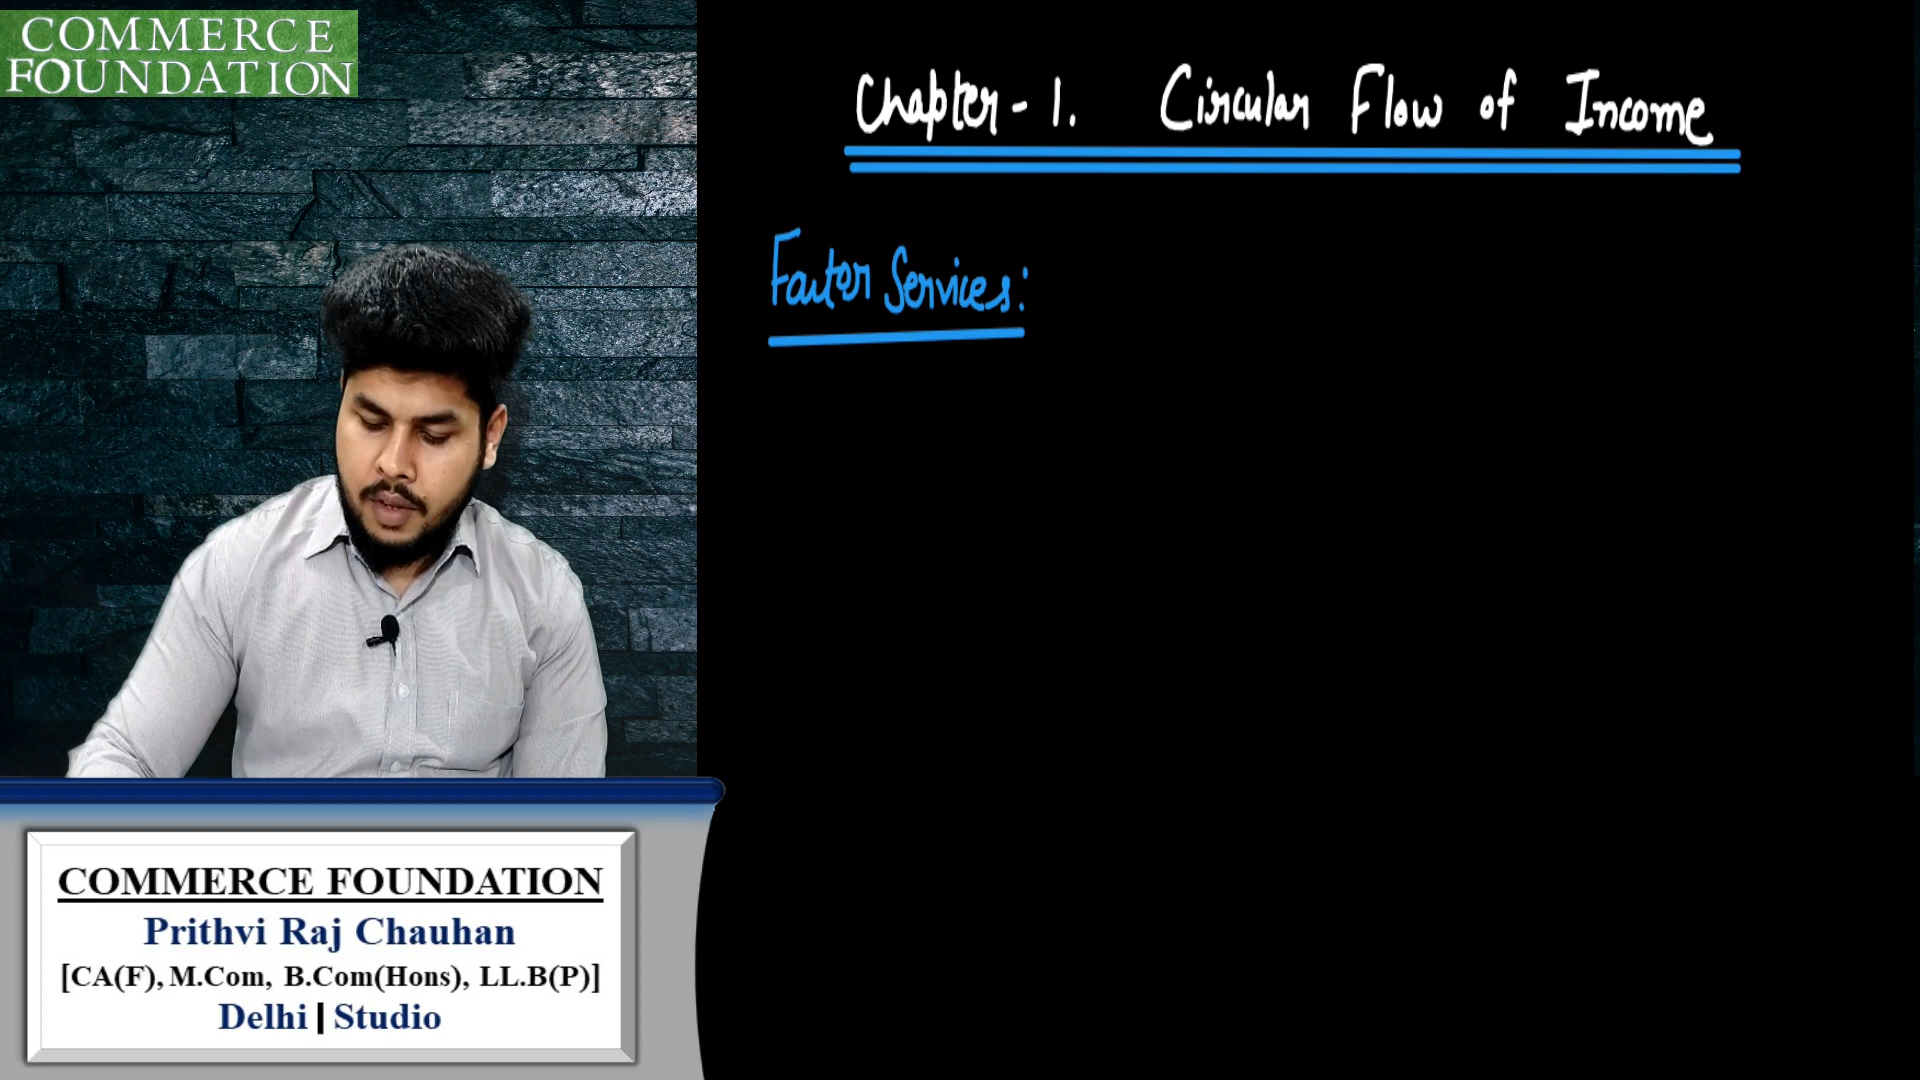 COMMERCE
FOUNDATION
Chapter - 1. Circular Flow of Income
Factor Services:
COMMERCE FOUNDATION
Prithvi Raj Chauhan
[CA(F), M.Com, B.Com(Hons), LL.B(P)]
Delhi | Studio